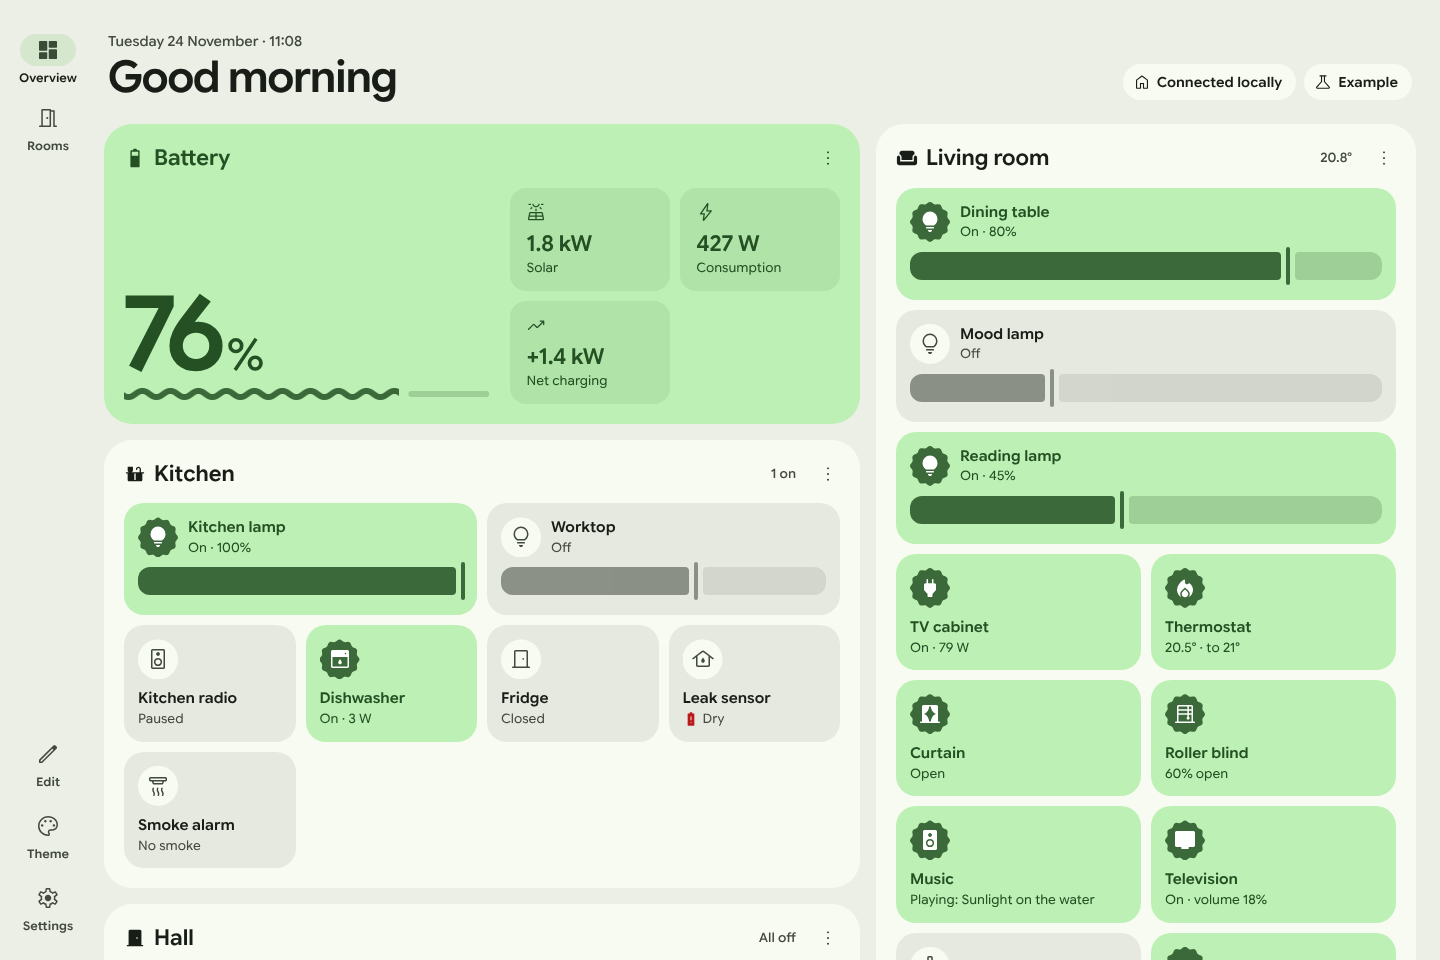 Overview
Rooms
Edit
Theme
Settings
Tuesday 24 November · 11:08
Good morning
Connected locally
Example
Battery
76%
1.8 kW
Solar
427 W
Consumption
+1.4 kW
Net charging
Kitchen
1 on
Kitchen lamp
On · 100%
Worktop
Off
Kitchen radio
Paused
Dishwasher
On · 3 W
Fridge
Closed
Leak sensor
Dry
Smoke alarm
No smoke
Hall
All off
Living room
20.8°
Dining table
On · 80%
Mood lamp
Off
Reading lamp
On · 45%
TV cabinet
On · 79 W
Thermostat
20.5° · to 21°
Curtain
Open
Roller blind
60% open
Music
Playing: Sunlight on the water
Television
On · volume 18%